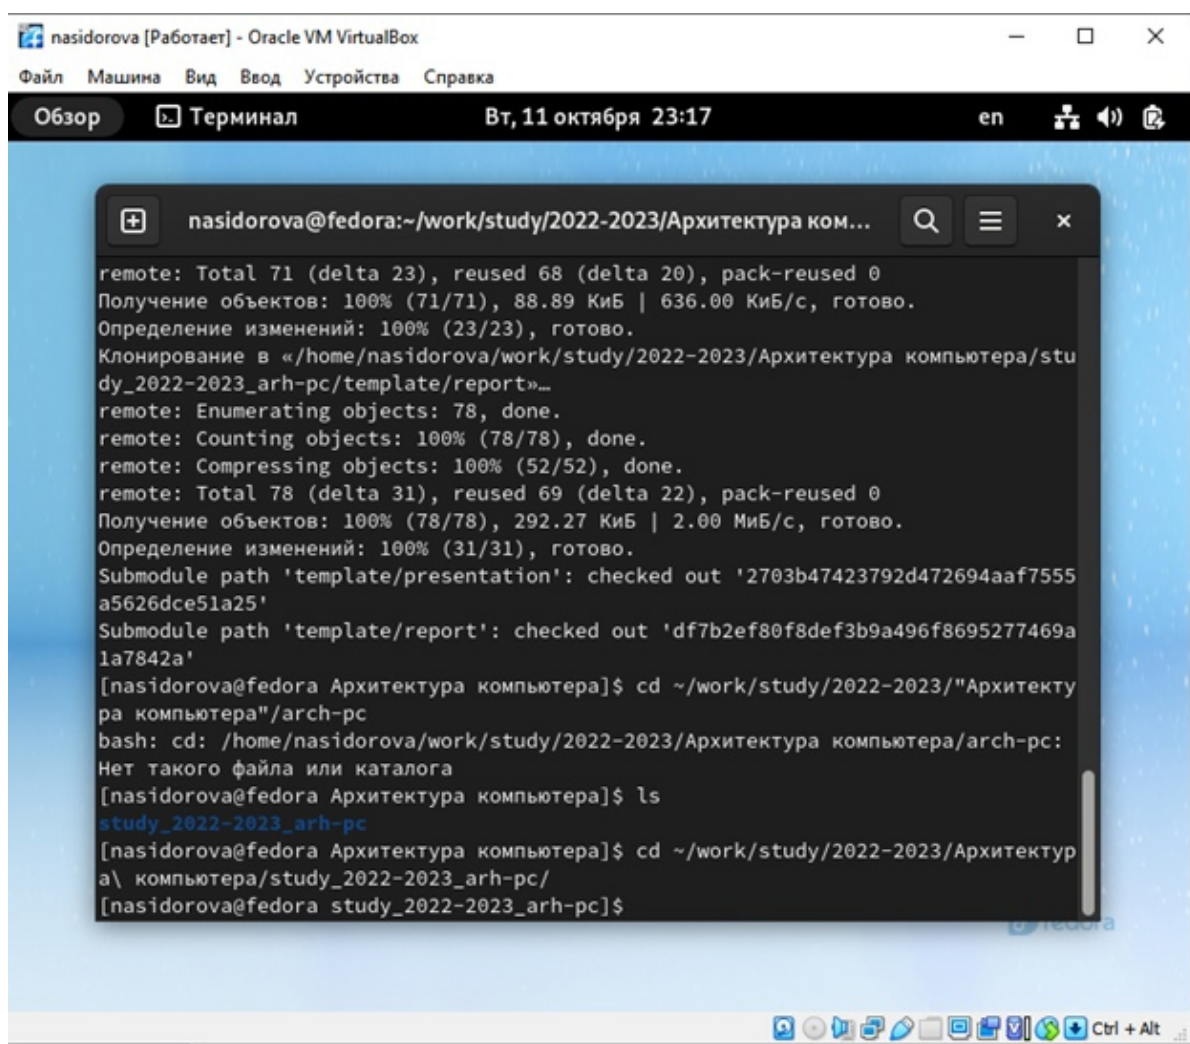 nasidorova [Работает] - Oracle VM VirtualBox
Файл Машина Вид Ввод Устройства Справка
Обзор Терминал Вт, 11 октября 23:17 en
nasidorova@fedora:~/work/study/2022-2023/Архитектура ком...
remote: Total 71 (delta 23), reused 68 (delta 20), pack-reused 0
Получение объектов: 100% (71/71), 88.89 КиБ | 636.00 КиБ/с, готово.
Определение изменений: 100% (23/23), готово.
Клонирование в «/home/nasidorova/work/study/2022-2023/Архитектура компьютера/stu
dy_2022-2023_arh-pc/template/report»…
remote: Enumerating objects: 78, done.
remote: Counting objects: 100% (78/78), done.
remote: Compressing objects: 100% (52/52), done.
remote: Total 78 (delta 31), reused 69 (delta 22), pack-reused 0
Получение объектов: 100% (78/78), 292.27 КиБ | 2.00 МиБ/с, готово.
Определение изменений: 100% (31/31), готово.
Submodule path 'template/presentation': checked out '2703b47423792d472694aaf7555
a5626dce51a25'
Submodule path 'template/report': checked out 'df7b2ef80f8def3b9a496f8695277469a
1a7842a'
[nasidorova@fedora Архитектура компьютера]$ cd ~/work/study/2022-2023/"Архитекту
ра компьютера"/arch-pc
bash: cd: /home/nasidorova/work/study/2022-2023/Архитектура компьютера/arch-pc:
Нет такого файла или каталога
[nasidorova@fedora Архитектура компьютера]$ ls
study_2022-2023_arh-pc
[nasidorova@fedora Архитектура компьютера]$ cd ~/work/study/2022-2023/Архитектур
а\ компьютера/study_2022-2023_arh-pc/
[nasidorova@fedora study_2022-2023_arh-pc]$
fedora
Ctrl + Alt